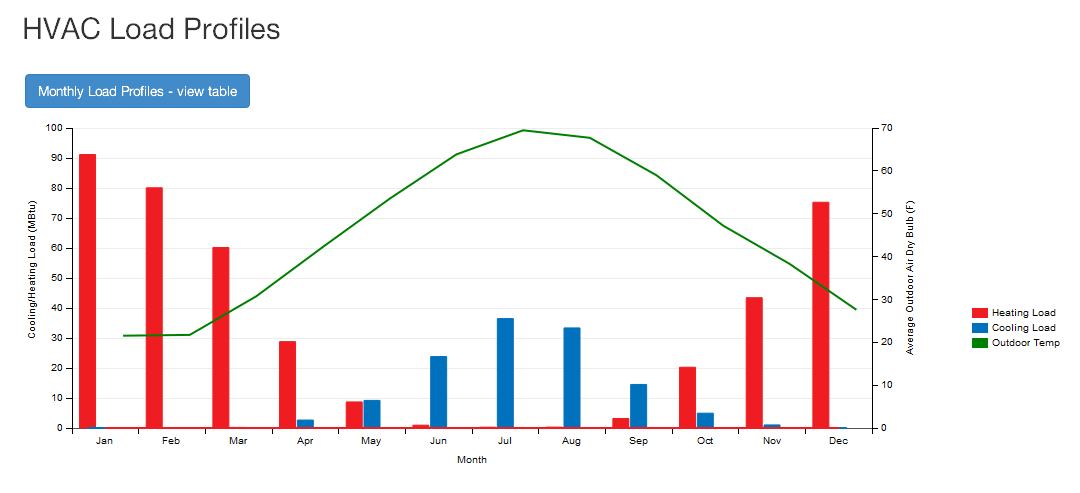 HVAC Load Profiles
Monthly Load Profiles - view table
Cooling/Heating Load (MBtu)
100
90
80
70
60
50
40
30
20
10
0
Jan Feb Mar Apr May Jun Jul Aug Sep Oct Nov Dec
Month
70
60
50
40
30
20
10
0
Average Outdoor Air Dry Bulb (F)
Heating Load
Cooling Load
Outdoor Temp